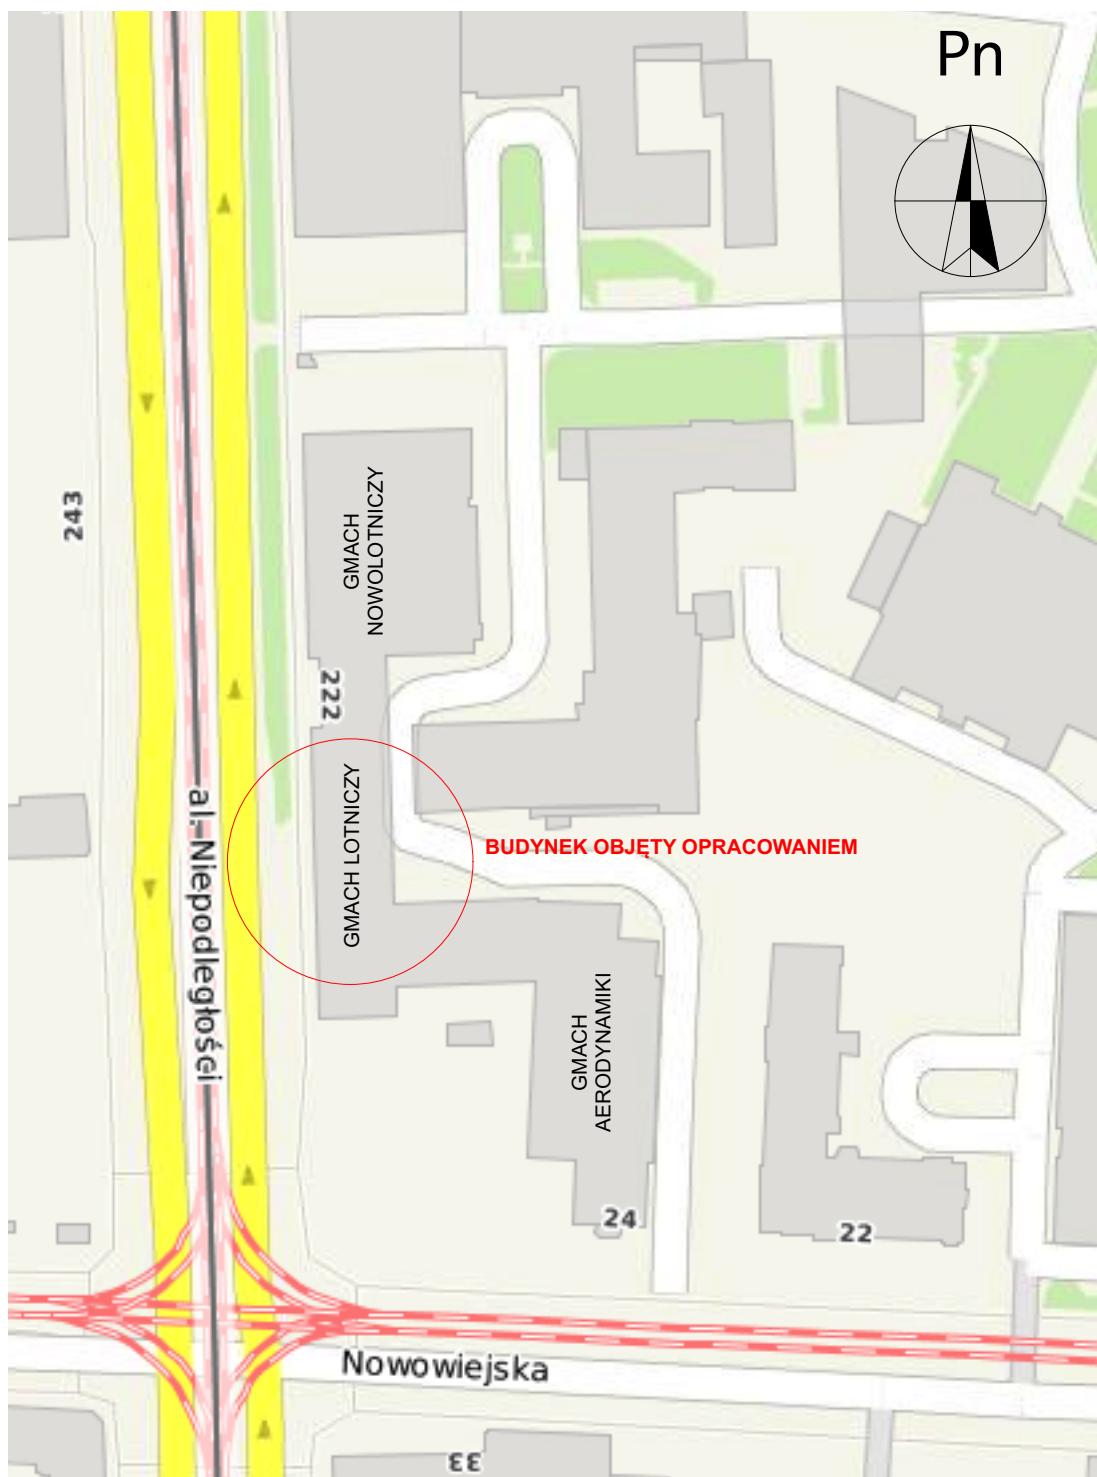 Pn
243
GMACH
NOWOLOTNICZY
222
GMACH LOTNICZY
BUDYNEK OBJĘTY OPRACOWANIEM
al. Niepodległości
GMACH
AERODYNAMIKI
24
22
Nowowiejska
33